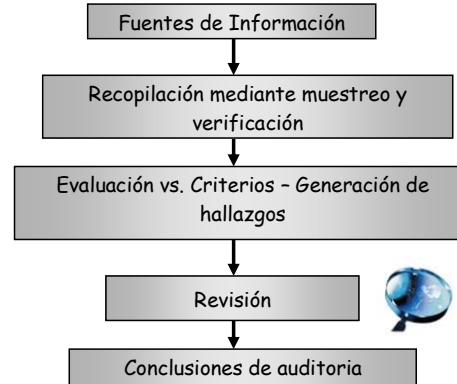 Fuentes de Información
Recopilación mediante muestreo y
verificación
Evaluación vs. Criterios – Generación de
hallazgos
Revisión
Conclusiones de auditoria